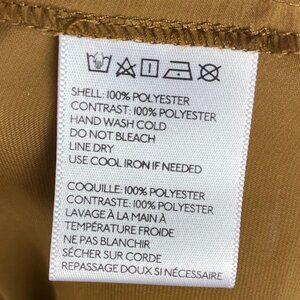 SHELL: 100% POLYESTER
CONTRAST: 100% POLYESTER
HAND WASH COLD
DO NOT BLEACH
LINE DRY
USE COOL IRON IF NEEDED
COQUILLE: 100% POLYESTER
CONTRASTE: 100% POLYESTER
LAVAGE À LA MAIN À
TEMPÉRATURE FROIDE
NE PAS BLANCHIR
SÉCHER SUR CORDE
REPASSAGE DOUX SI NÉCESSAIRE